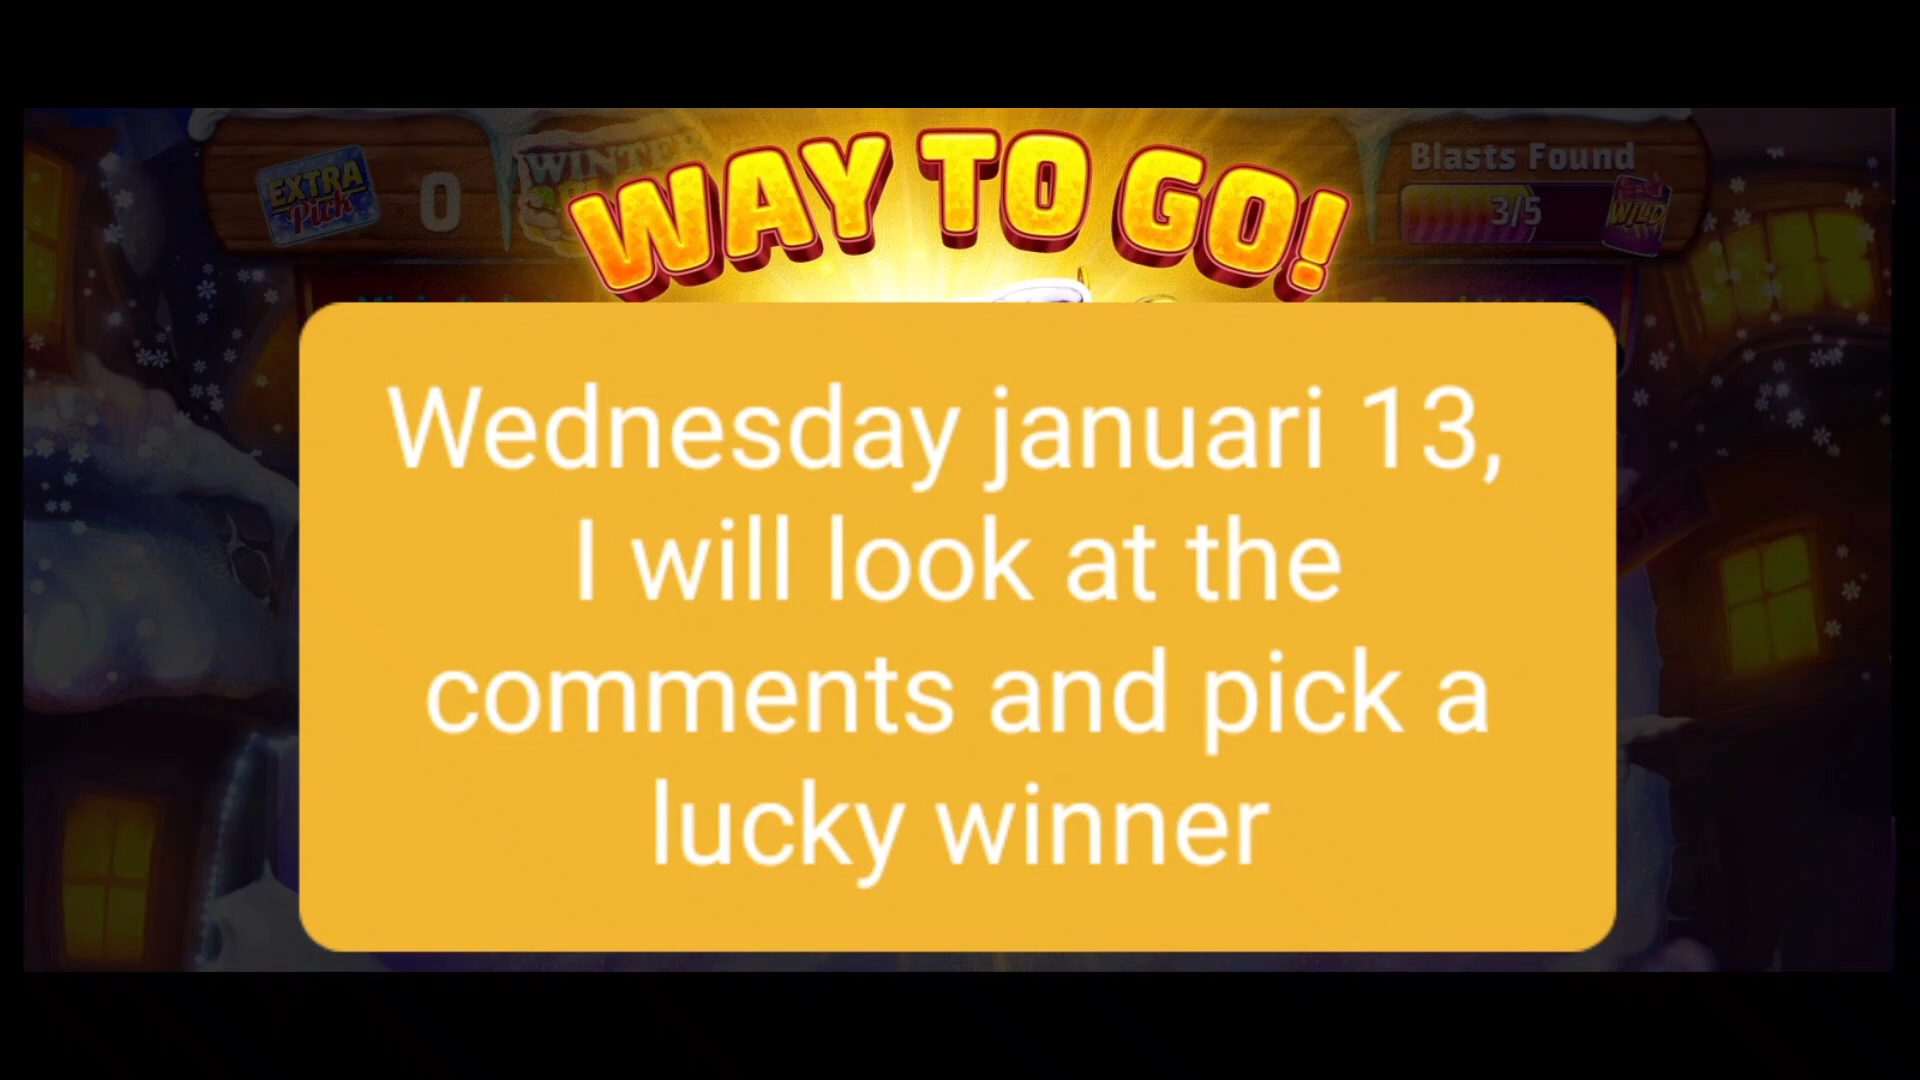 EXTRA
Pick
0
WINTER
WAY TO GO!
Blasts Found
3/5
WILD
Wednesday januari 13,
I will look at the
comments and pick a
lucky winner